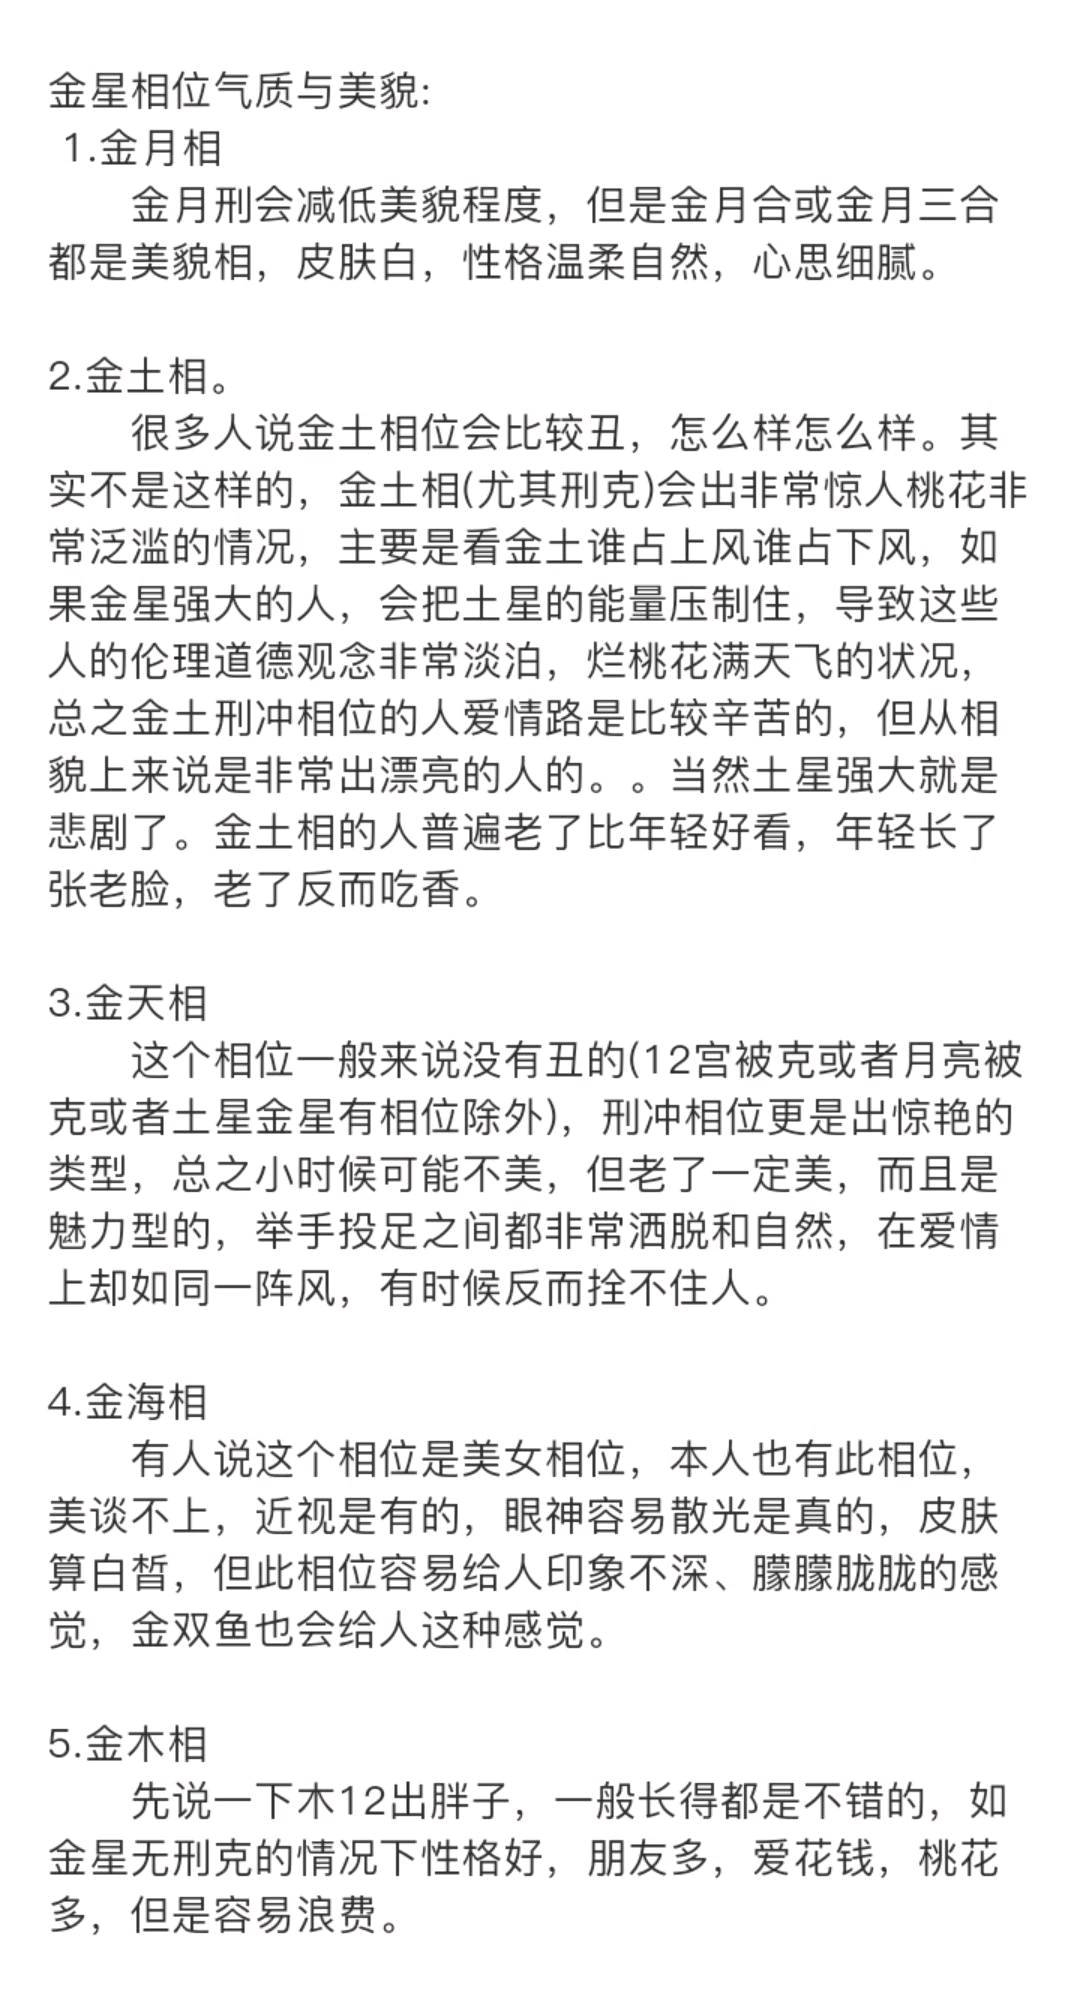 金星相位气质与美貌:
1.金月相
金月刑会减低美貌程度，但是金月合或金月三合
都是美貌相，皮肤白，性格温柔自然，心思细腻。
2.金土相。
很多人说金土相位会比较丑，怎么样怎么样。其
实不是这样的，金土相(尤其刑克)会出非常惊人桃花非
常泛滥的情况，主要是看金土谁占上风谁占下风，如
果金星强大的人，会把土星的能量压制住，导致这些
人的伦理道德观念非常淡泊，烂桃花满天飞的状况，
总之金土刑冲相位的人爱情路是比较辛苦的，但从相
貌上来说是非常出漂亮的人的。。当然土星强大就是
悲剧了。金土相的人普遍老了比年轻好看，年轻长了
张老脸，老了反而吃香。
3.金天相
这个相位一般来说没有丑的(12宫被克或者月亮被
克或者土星金星有相位除外)，刑冲相位更是出惊艳的
类型，总之小时候可能不美，但老了一定美，而且是
魅力型的，举手投足之间都非常洒脱和自然，在爱情
上却如同一阵风，有时候反而拴不住人。
4.金海相
有人说这个相位是美女相位，本人也有此相位，
美谈不上，近视是有的，眼神容易散光是真的，皮肤
算白皙，但此相位容易给人印象不深、朦朦胧胧的感
觉，金双鱼也会给人这种感觉。
5.金木相
先说一下木12出胖子，一般长得都是不错的，如
金星无刑克的情况下性格好，朋友多，爱花钱，桃花
多，但是容易浪费。